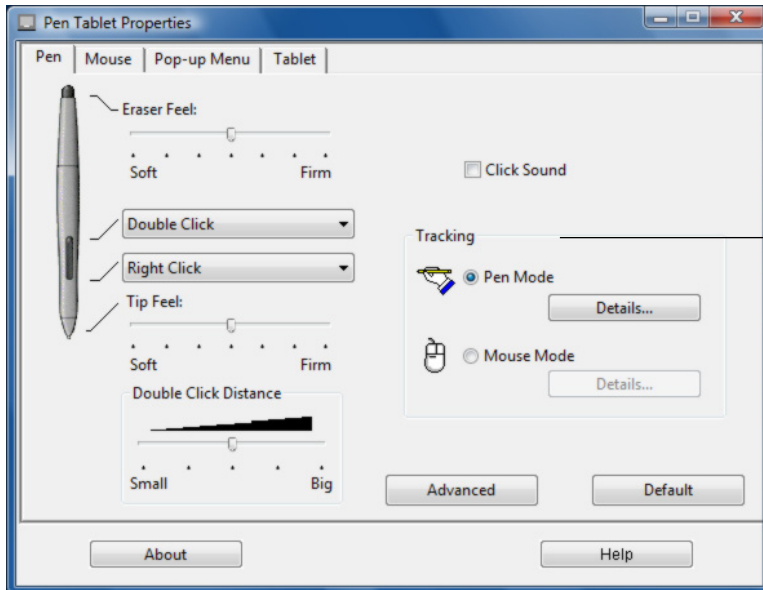 Pen Tablet Properties
Pen Mouse Pop-up Menu Tablet
Eraser Feel:
Soft Firm
Click Sound
Double Click
Right Click
Tip Feel:
Soft Firm
Tracking
Pen Mode
Details...
Mouse Mode
Details...
Double Click Distance
Small Big
Advanced Default
About Help